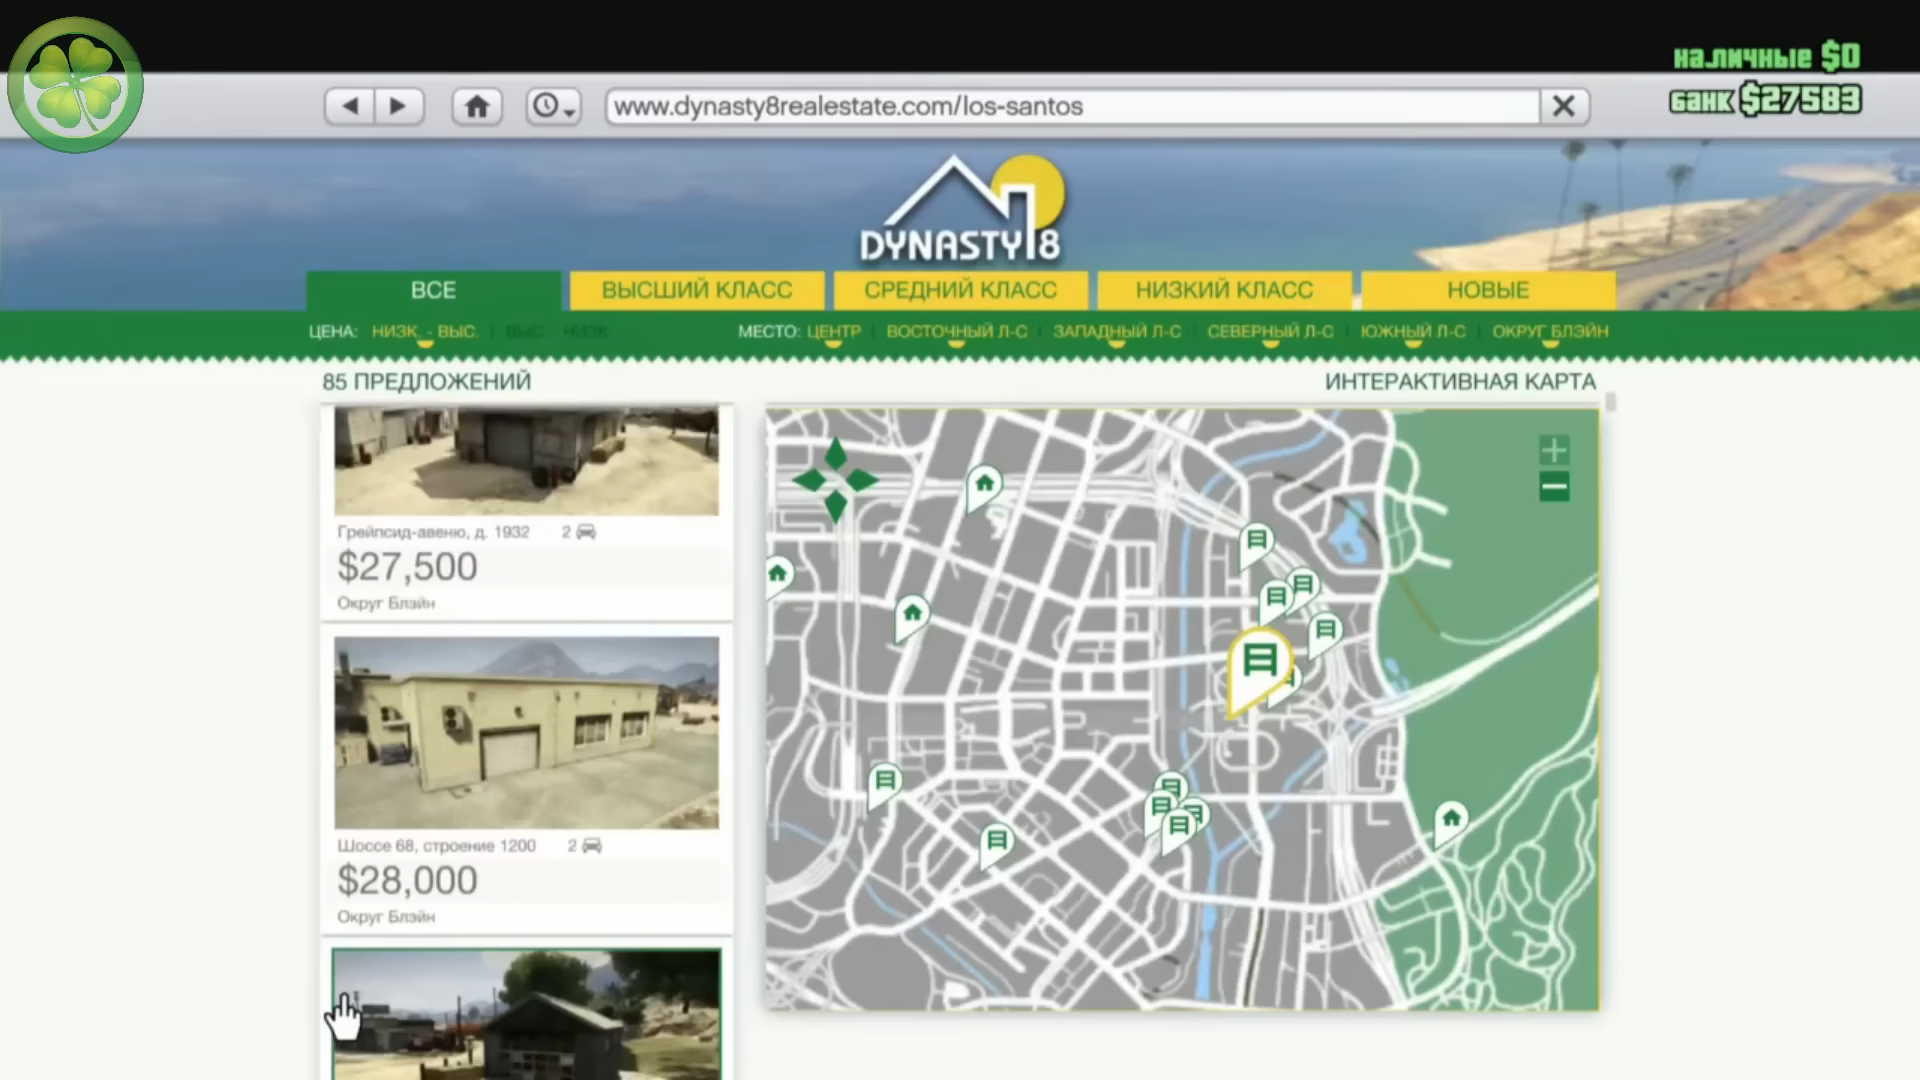 наличные $0
банк $27583
www.dynasty8realestate.com/los-santos
DYNASTY 8
ВСЕ
ВЫСШИЙ КЛАСС
СРЕДНИЙ КЛАСС
НИЗКИЙ КЛАСС
НОВЫЕ
ЦЕНА: НИЗК. - ВЫС. | ВЫС. - НИЗК.
МЕСТО: ЦЕНТР | ВОСТОЧНЫЙ Л-С | ЗАПАДНЫЙ Л-С | СЕВЕРНЫЙ Л-С | ЮЖНЫЙ Л-С | ОКРУГ БЛЭЙН
85 ПРЕДЛОЖЕНИЙ
ИНТЕРАКТИВНАЯ КАРТА
Грейпсид-авеню, д. 1932 2
$27,500
Округ Блэйн
Шоссе 68, строение 1200 2
$28,000
Округ Блэйн